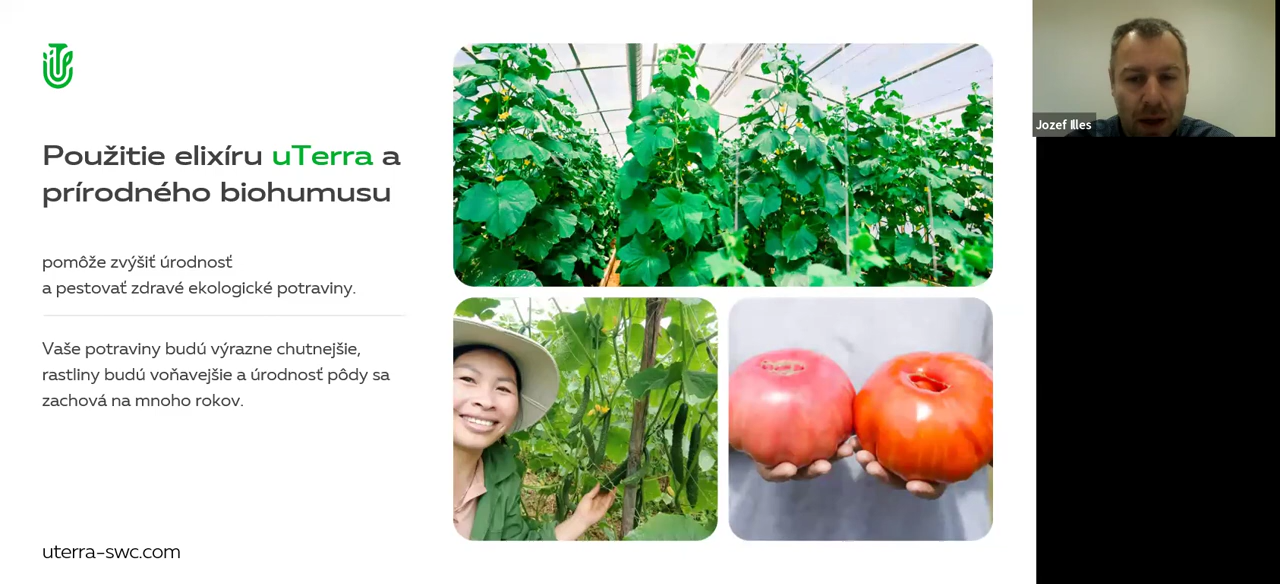 Použitie elixíru uTerra a
prírodného biohumusu
pomôže zvýšiť úrodnosť
a pestovať zdravé ekologické potraviny.
Vaše potraviny budú výrazne chutnejšie,
rastliny budú voňavejšie a úrodnosť pôdy sa
zachová na mnoho rokov.
uterra-swc.com
Jozef Illes